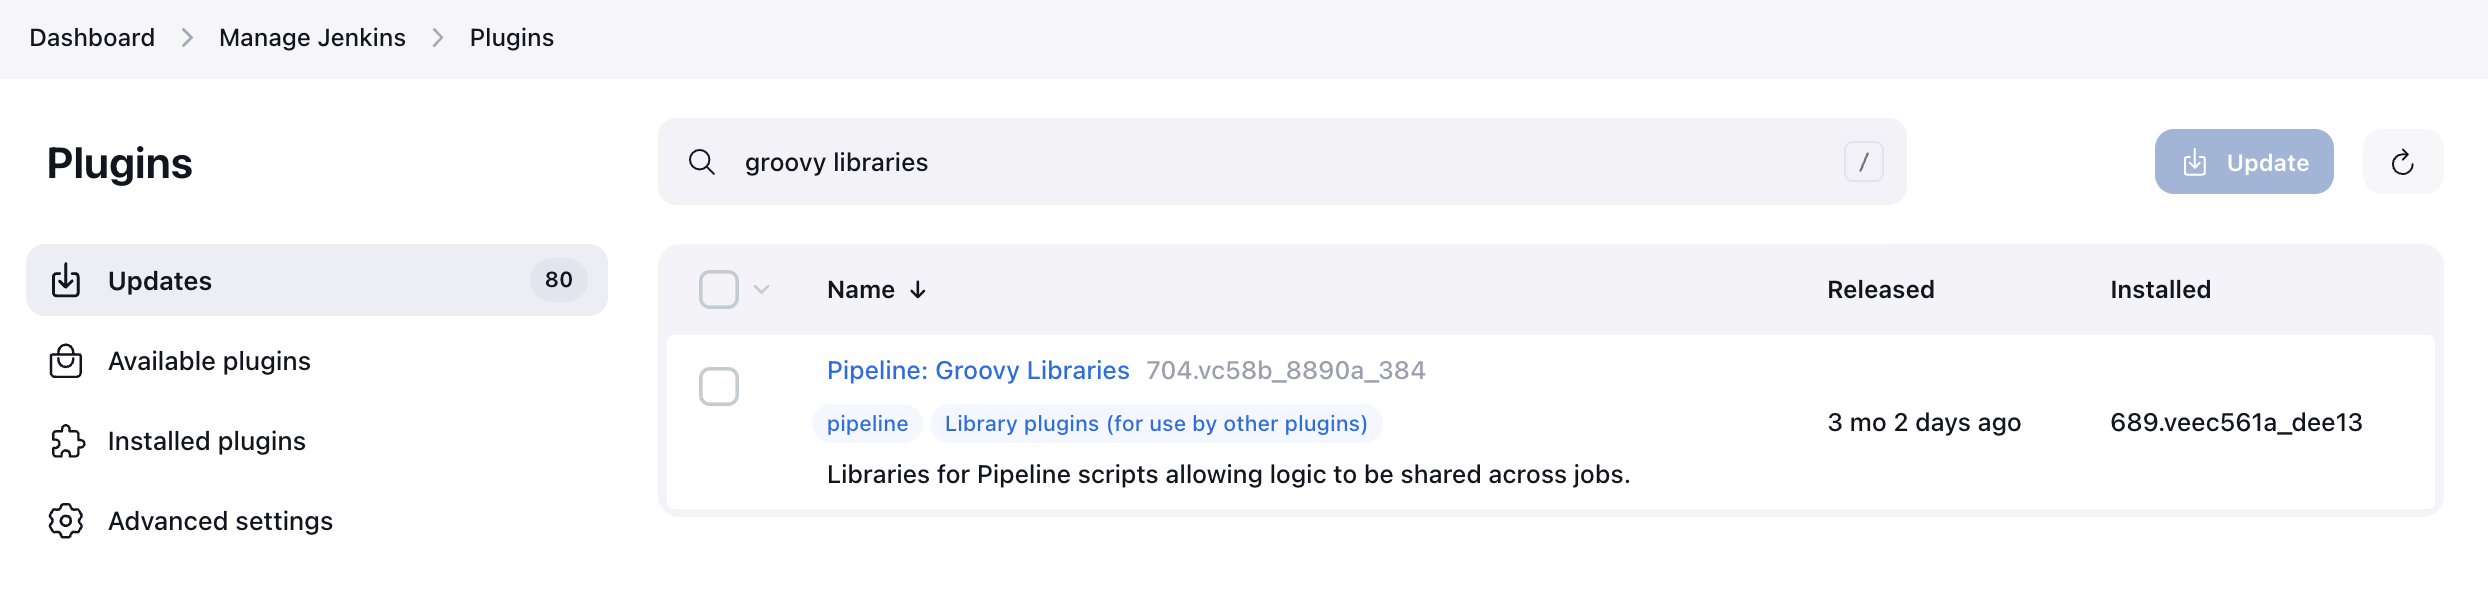 Dashboard > Manage Jenkins > Plugins
Plugins
groovy libraries /
Update
Updates 80
Available plugins
Installed plugins
Advanced settings
Name ↓ Released Installed
Pipeline: Groovy Libraries 704.vc58b_8890a_384
pipeline Library plugins (for use by other plugins)
Libraries for Pipeline scripts allowing logic to be shared across jobs.
3 mo 2 days ago 689.veec561a_dee13